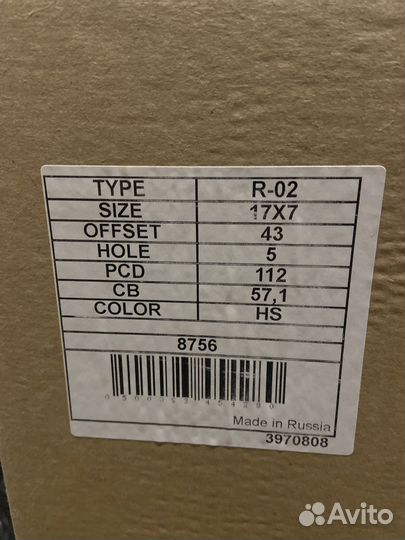 TYPE R-02
SIZE 17X7
OFFSET 43
HOLE 5
PCD 112
CB 57,1
COLOR HS
8756
Made in Russia
3970808
Avito